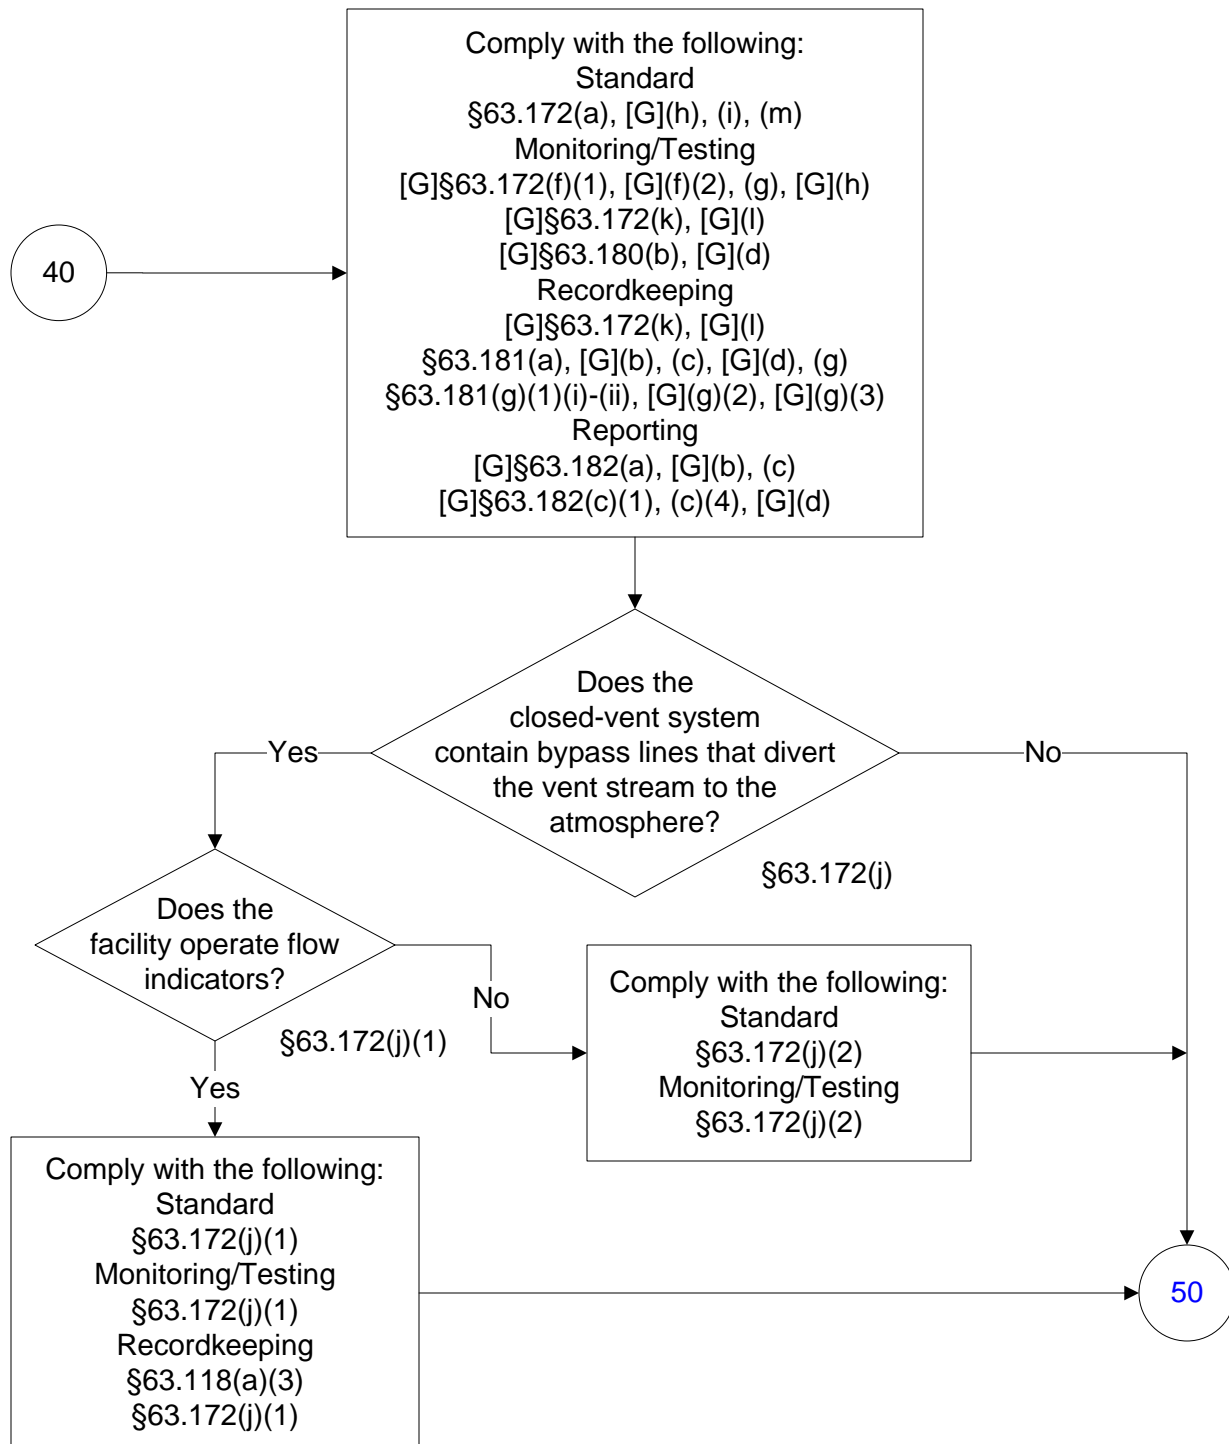 Comply with the following:
Standard
§63.172(a), [G](h), (i), (m)
Monitoring/Testing
[G]§63.172(f)(1), [G](f)(2), (g), [G](h)
[G]§63.172(k), [G](l)
[G]§63.180(b), [G](d)
Recordkeeping
[G]§63.172(k), [G](l)
§63.181(a), [G](b), (c), [G](d), (g)
§63.181(g)(1)(i)-(ii), [G](g)(2), [G](g)(3)
Reporting
[G]§63.182(a), [G](b), (c)
[G]§63.182(c)(1), (c)(4), [G](d)
40
Does the
closed-vent system
contain bypass lines that divert
the vent stream to the
atmosphere?
Yes
No
§63.172(j)
Does the
facility operate flow
indicators?
§63.172(j)(1)
No
Yes
Comply with the following:
Standard
§63.172(j)(2)
Monitoring/Testing
§63.172(j)(2)
Comply with the following:
Standard
§63.172(j)(1)
Monitoring/Testing
§63.172(j)(1)
Recordkeeping
§63.118(a)(3)
§63.172(j)(1)
50